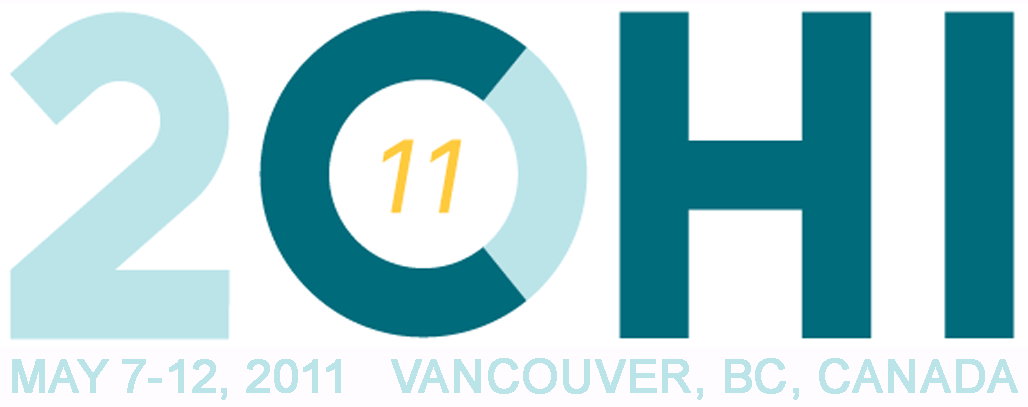 2CHI
11
MAY 7-12, 2011 VANCOUVER, BC, CANADA